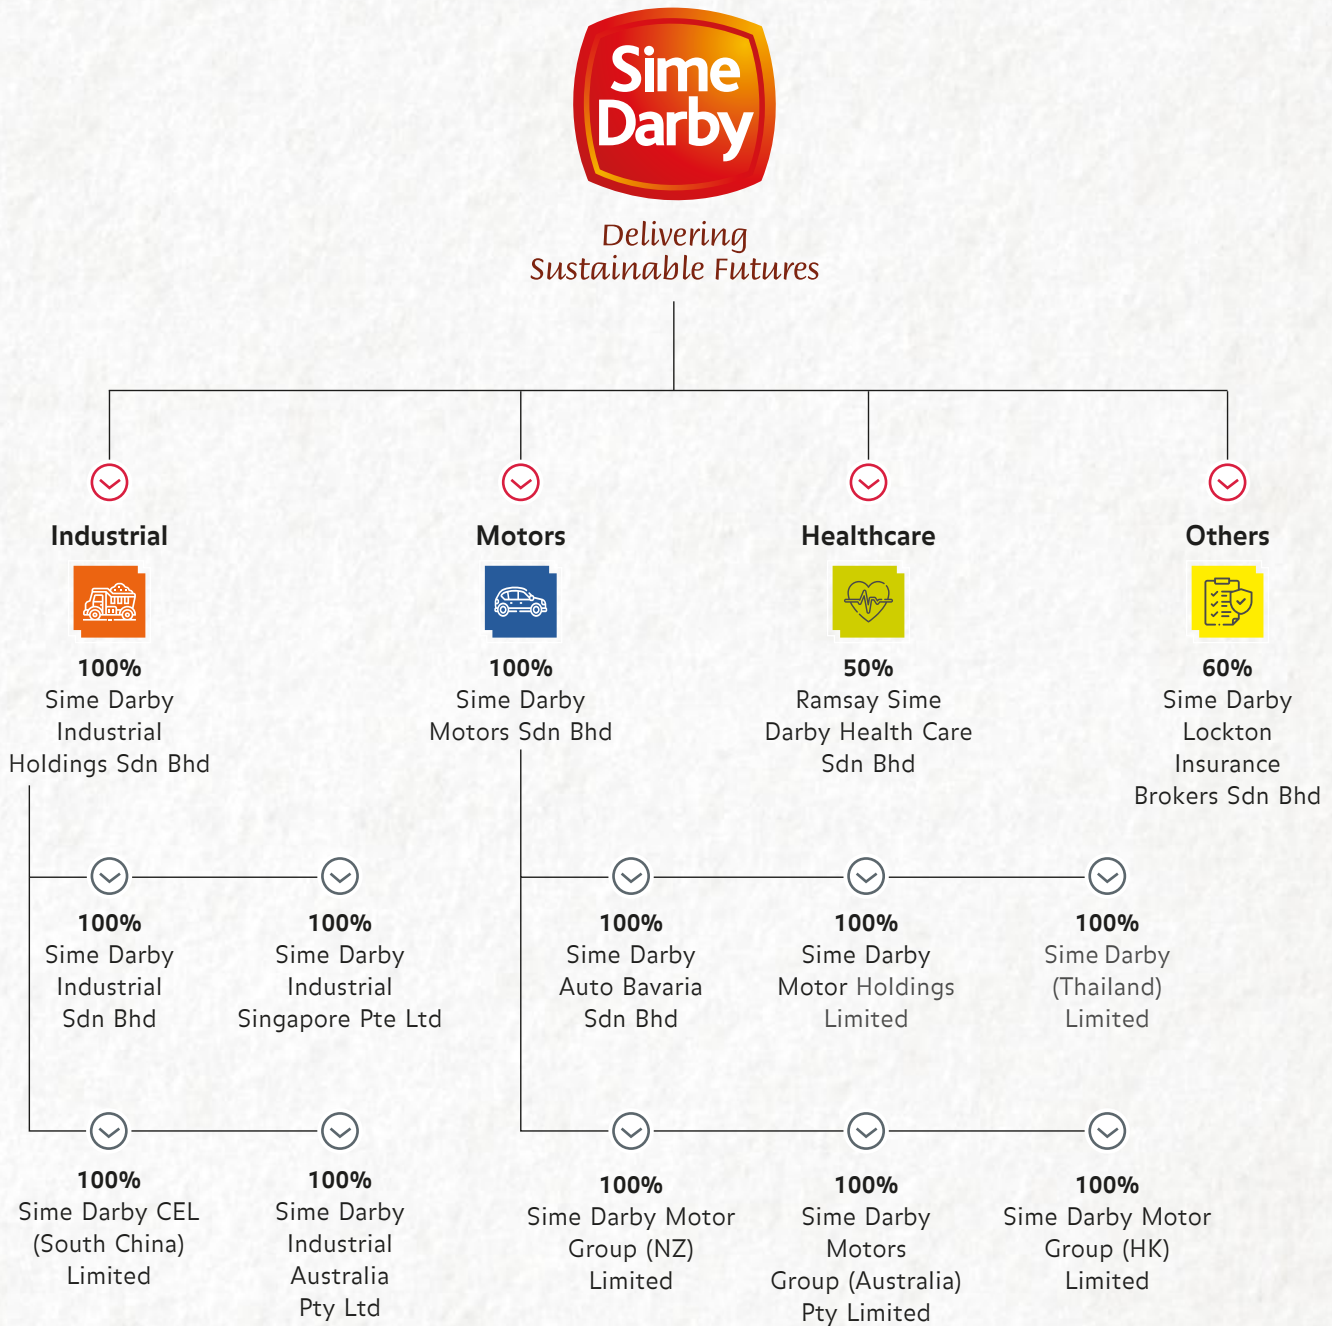 Sime
Darby
Delivering
Sustainable Futures
Industrial
100%
Sime Darby
Industrial
Holdings Sdn Bhd
Motors
100%
Sime Darby
Motors Sdn Bhd
Healthcare
50%
Ramsay Sime
Darby Health Care
Sdn Bhd
Others
60%
Sime Darby
Lockton
Insurance
Brokers Sdn Bhd
100%
Sime Darby
Industrial
Sdn Bhd
100%
Sime Darby
Industrial
Singapore Pte Ltd
100%
Sime Darby
Auto Bavaria
Sdn Bhd
100%
Sime Darby
Motor Holdings
Limited
100%
Sime Darby
(Thailand)
Limited
100%
Sime Darby CEL
(South China)
Limited
100%
Sime Darby
Industrial
Australia
Pty Ltd
100%
Sime Darby Motor
Group (NZ)
Limited
100%
Sime Darby
Motors
Group (Australia)
Pty Limited
100%
Sime Darby Motor
Group (HK)
Limited